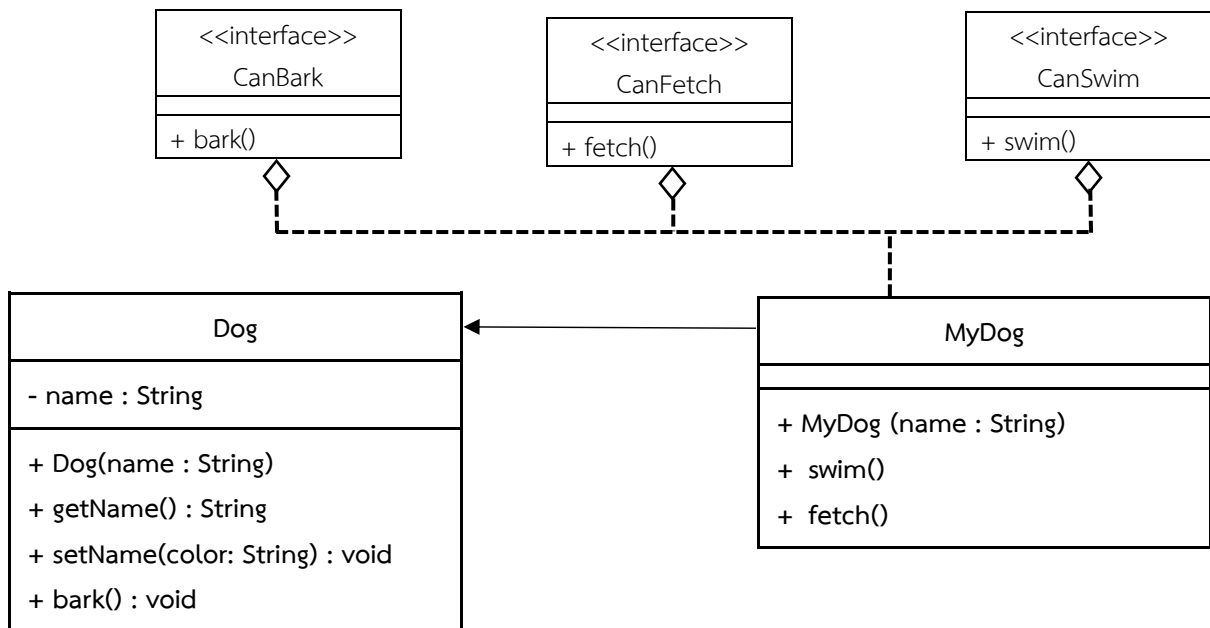 <<interface>>
CanBark
+ bark()
<<interface>>
CanFetch
+ fetch()
<<interface>>
CanSwim
+ swim()
Dog
- name : String
+ Dog(name : String)
+ getName() : String
+ setName(color: String) : void
+ bark() : void
MyDog
+ MyDog (name : String)
+ swim()
+ fetch()